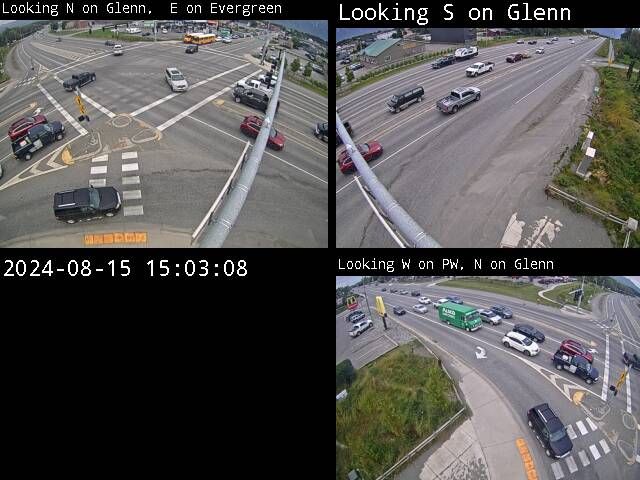 Looking N on Glenn,  E on Evergreen
Looking S on Glenn
2024-08-15 15:03:08
Looking W on PW, N on Glenn